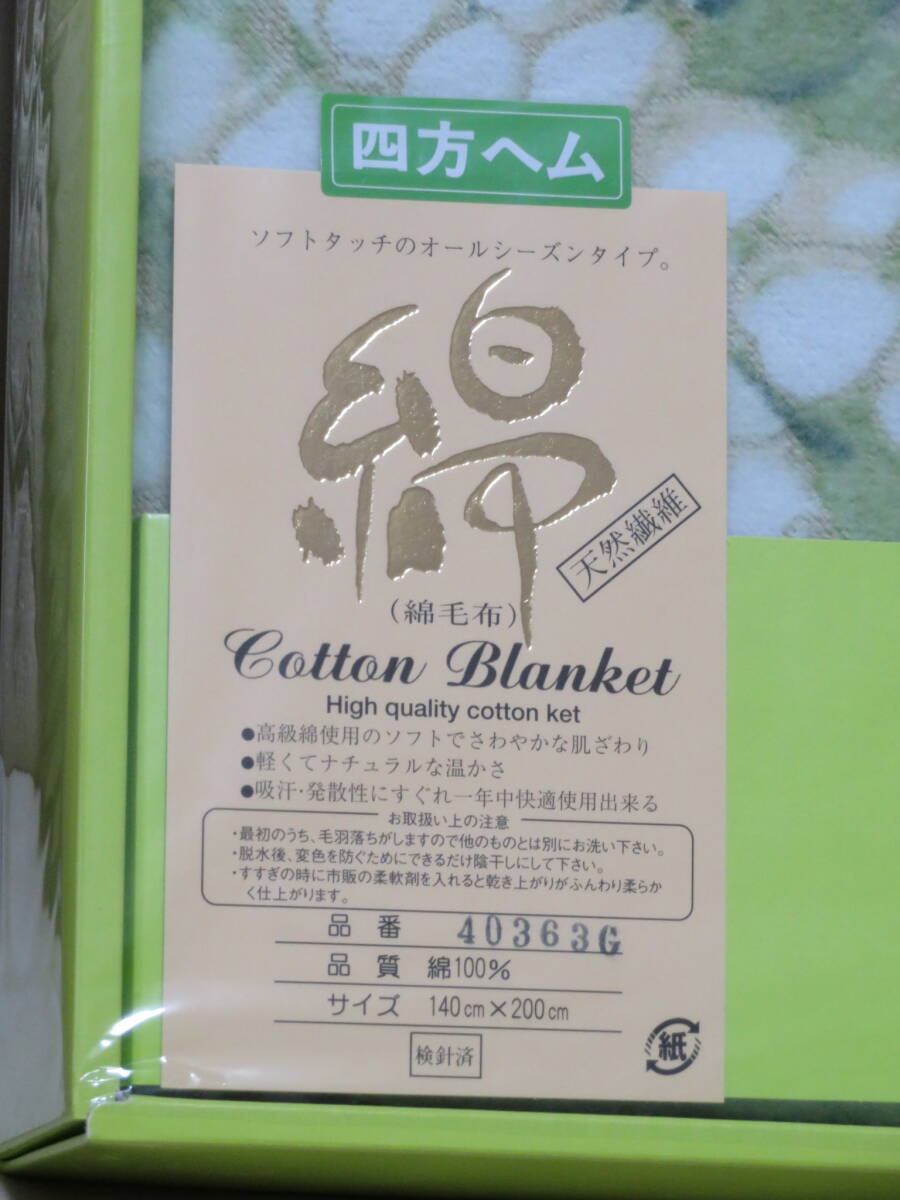 四方ヘム
ソフトタッチのオールシーズンタイプ。
綿
天然繊維
（綿毛布）
Cotton Blanket
High quality cotton ket
●高級綿使用のソフトでさわやかな肌ざわり
●軽くてナチュラルな温かさ
●吸汗・発散性にすぐれ一年中快適使用出来る
お取扱い上の注意
・最初のうち、毛羽落ちがしますので他のものとは別にお洗い下さい。
・脱水後、変色を防ぐためにできるだけ陰干しにして下さい。
・すすぎの時に市販の柔軟剤を入れると乾き上がりがふんわり柔らか
く仕上がります。
品番 40363G
品質 綿100%
サイズ 140cm×200cm
検針済
紙